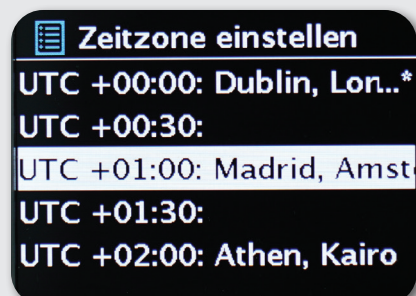 Zeitzone einstellen
UTC +00:00: Dublin, Lon...*
UTC +00:30:
UTC +01:00: Madrid, Amst
UTC +01:30:
UTC +02:00: Athen, Kairo